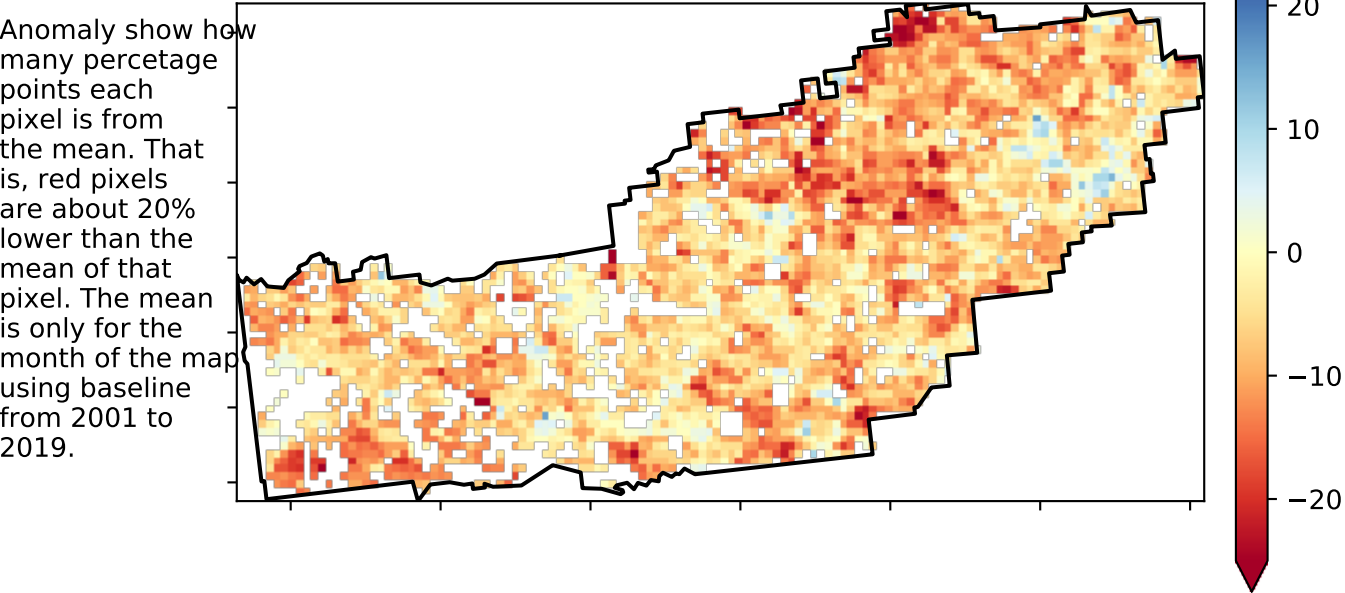 Anomaly show how
many percetage
points each
pixel is from
the mean. That
is, red pixels
are about 20%
lower than the
mean of that
pixel. The mean
is only for the
month of the map
using baseline
from 2001 to
2019.
20
10
0
−10
−20